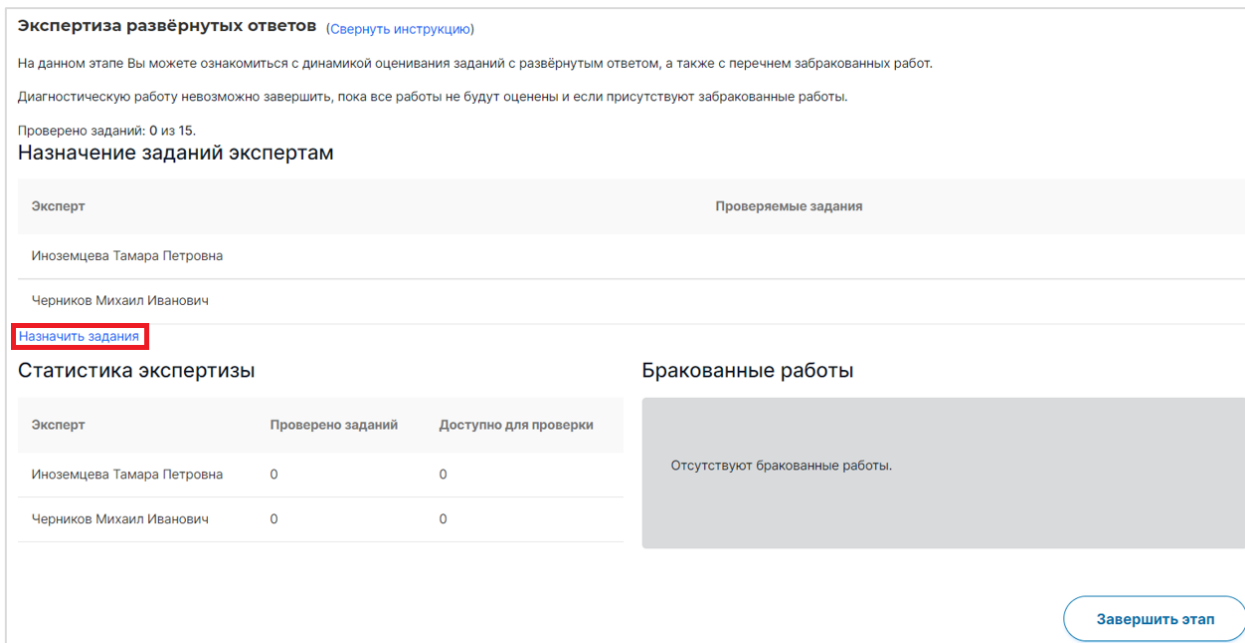 Экспертиза развёрнутых ответов (Свернуть инструкцию)
На данном этапе Вы можете ознакомиться с динамикой оценивания заданий с развёрнутым ответом, а также с перечнем забракованных работ.
Диагностическую работу невозможно завершить, пока все работы не будут оценены и если присутствуют забракованные работы.
Проверено заданий: 0 из 15.
Назначение заданий экспертам
Эксперт Проверяемые задания
Иноземцева Тамара Петровна
Черников Михаил Иванович
Назначить задания
Статистика экспертизы
Эксперт Проверено заданий Доступно для проверки
Иноземцева Тамара Петровна 0 0
Черников Михаил Иванович 0 0
Бракованные работы
Отсутствуют бракованные работы.
Завершить этап